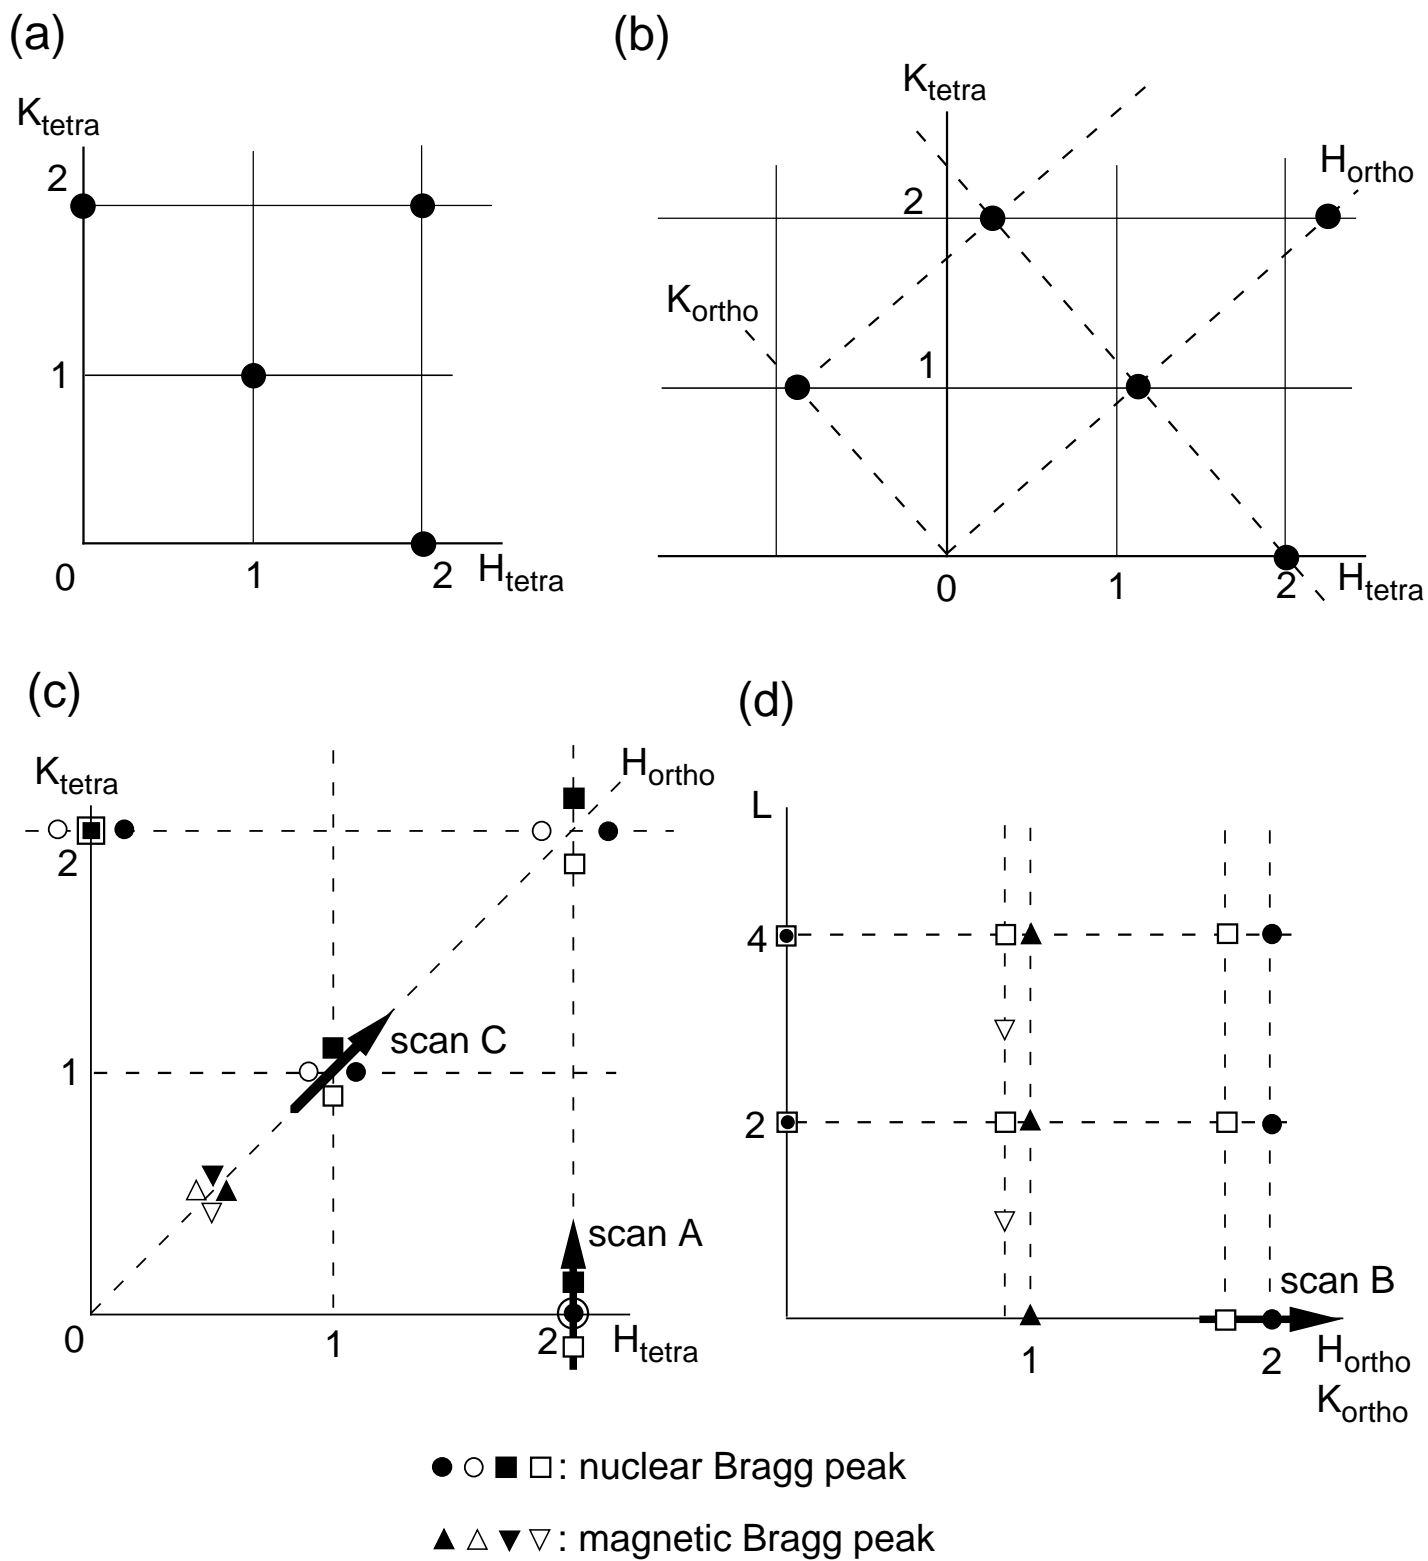 (a)
K_tetra
2
1
0
1
2
H_tetra
(b)
K_tetra
H_ortho
2
K_ortho
1
0
1
2
H_tetra
(c)
K_tetra
H_ortho
2
scan C
1
scan A
0
1
2
H_tetra
(d)
L
4
2
scan B
1
2
H_ortho
K_ortho
: nuclear Bragg peak
: magnetic Bragg peak